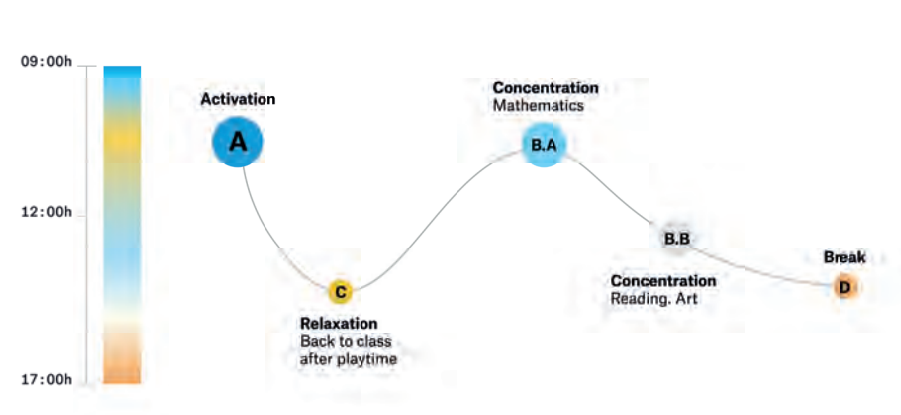 09:00h
12:00h
17:00h
Activation
A
C
Relaxation
Back to class
after playtime
Concentration
Mathematics
B.A
B.B
Concentration
Reading. Art
Break
D